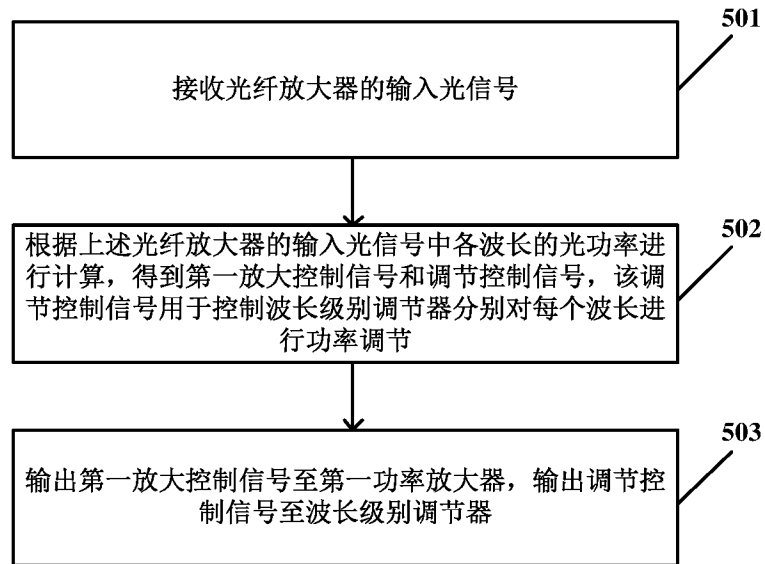 501
接收光纤放大器的输入光信号
502
根据上述光纤放大器的输入光信号中各波长的光功率进
行计算，得到第一放大控制信号和调节控制信号，该调
节控制信号用于控制波长级别调节器分别对每个波长进
行功率调节
503
输出第一放大控制信号至第一功率放大器，输出调节控
制信号至波长级别调节器